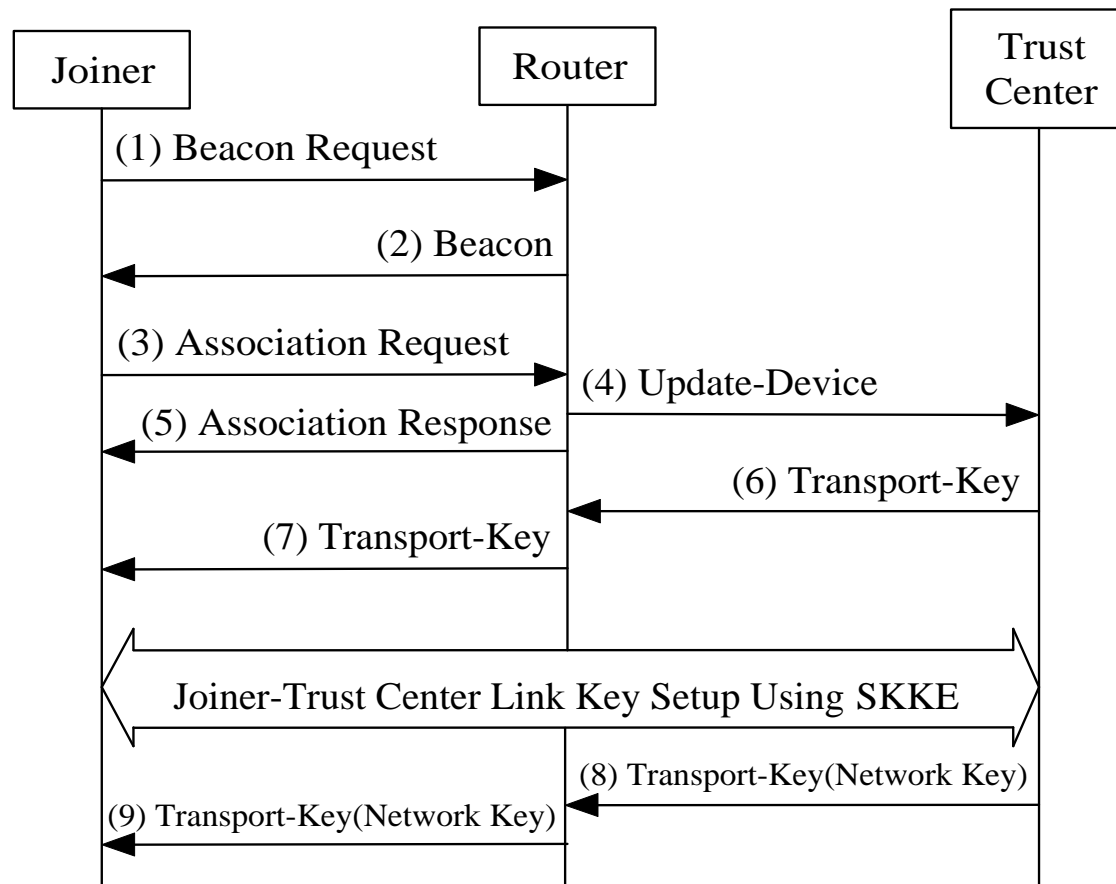 Joiner
Router
Trust
Center
(1) Beacon Request
(2) Beacon
(3) Association Request
(4) Update-Device
(5) Association Response
(6) Transport-Key
(7) Transport-Key
Joiner-Trust Center Link Key Setup Using SKKE
(8) Transport-Key(Network Key)
(9) Transport-Key(Network Key)